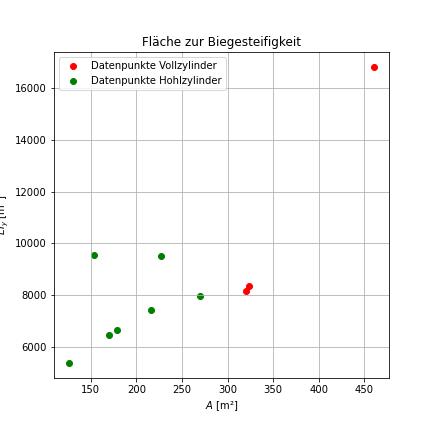 Fläche zur Biegesteifigkeit
Datenpunkte Vollzylinder
Datenpunkte Hohlzylinder
16000
14000
12000
10000
8000
6000
150 200 250 300 350 400 450
A [m²]